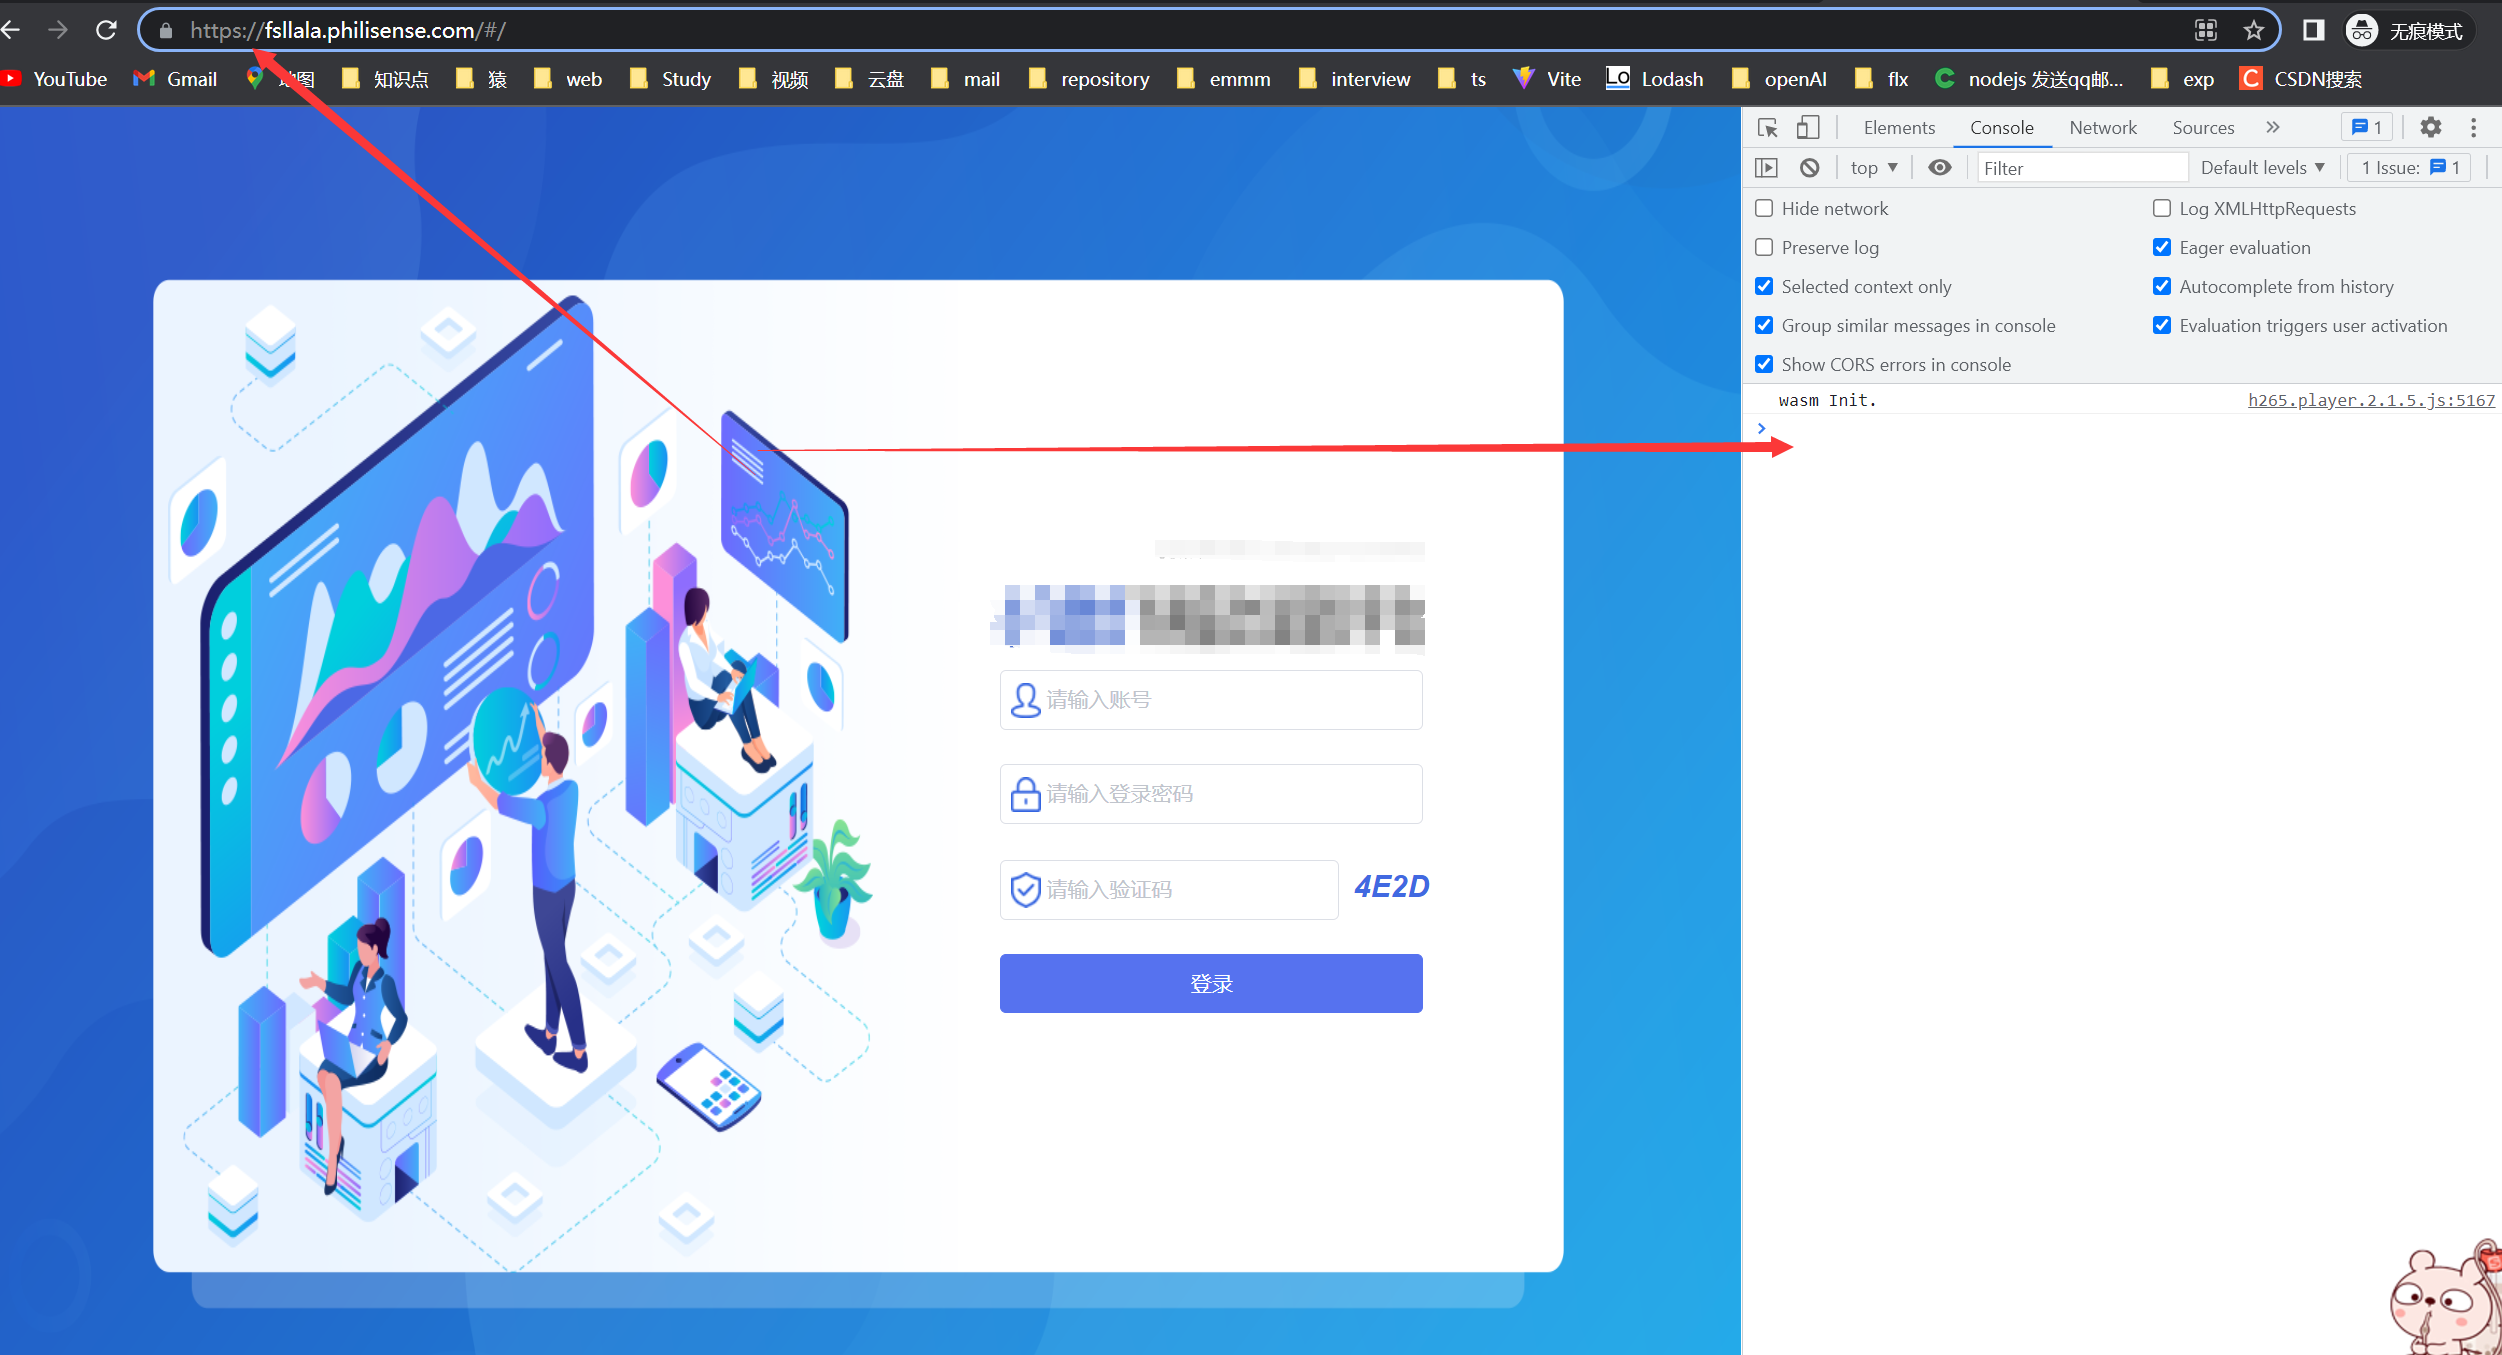 https://fsllala.philisense.com/#/
无痕模式
YouTube Gmail 地图 知识点 猿 web Study 视频 云盘 mail repository emmm interview ts Vite Lodash openAI flx nodejs 发送qq邮... exp CSDN搜索
Elements Console Network Sources 1
top Filter Default levels 1 Issue: 1
Hide network
Log XMLHttpRequests
Preserve log
Eager evaluation
Selected context only
Autocomplete from history
Group similar messages in console
Evaluation triggers user activation
Show CORS errors in console
wasm Init. h265.player.2.1.5.js:5167
请输入账号
请输入登录密码
请输入验证码 4E2D
登录